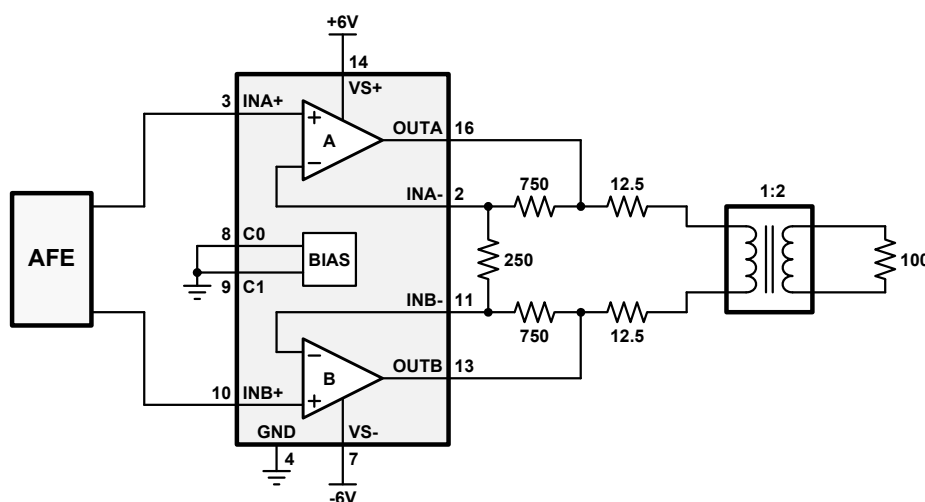 +6V
14
VS+
3 INA+
+
A
−
OUTA 16
INA- 2
750
12.5
1:2
AFE
8 C0
BIAS
9 C1
250
100
INB- 11
750
12.5
−
B
+
OUTB 13
10 INB+
GND
VS-
4
7
-6V